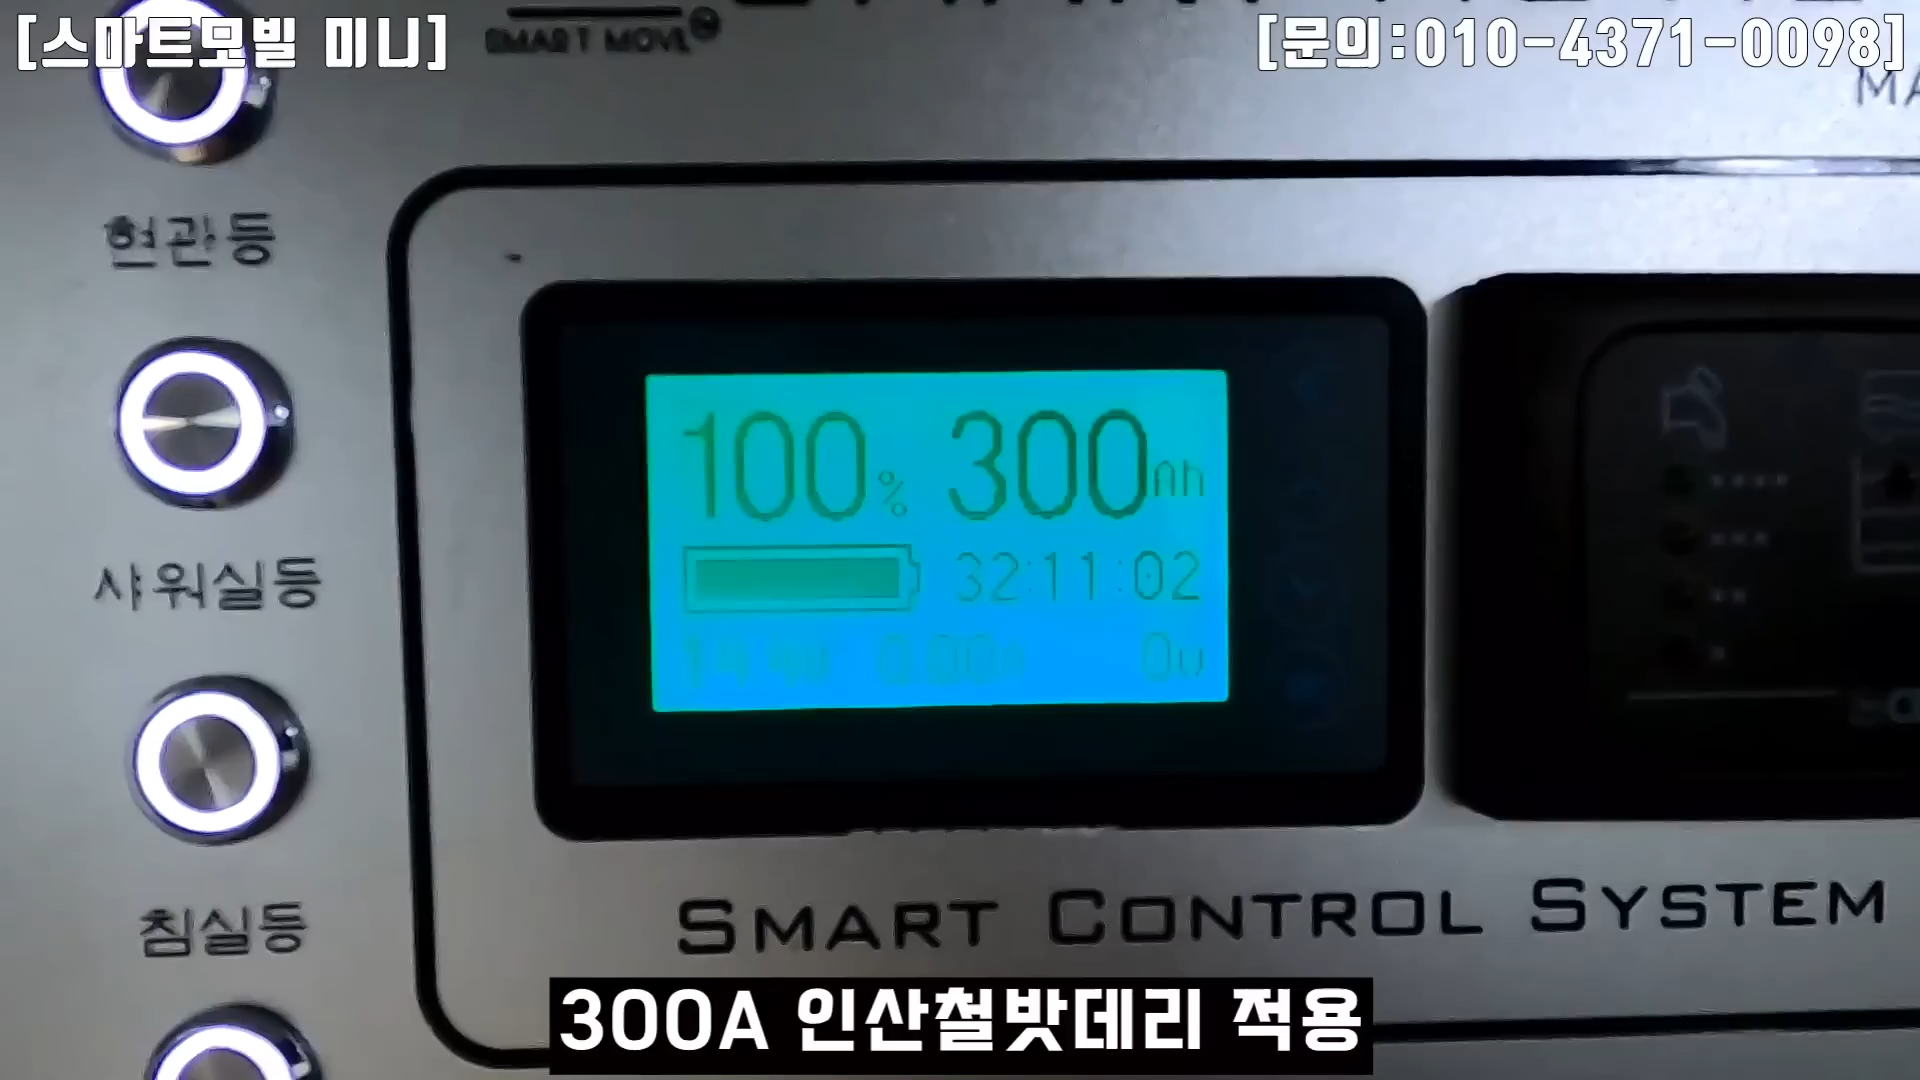 [스마트모빌 미니]
[문의:010-4371-0098]
SMART MOVE
MA
현관등
샤워실등
침실등
100% 300Ah
32:11:02
0w
SMART CONTROL SYSTEM
300A 인산철밧데리 적용